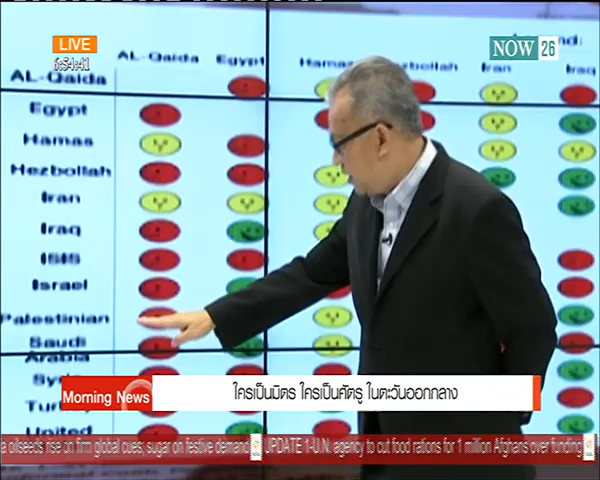 LIVE
6:54:41
NOW 26
AL-Qaida Egypt Hezbollah Iran Iraq
AL-Qaida
Egypt
Hamas
Hezbollah
Iran
Iraq
ISIS
Israel
Palestinian
Saudi
Arabia
United
Morning News
ใครเป็นมิตร ใครเป็นศัตรู ในตะวันออกกลาง
a oilseeds rise on firm global cues; sugar on festive demand UPDATE 1-U.N. agency to cut food rations for 1 million Afghans over funding